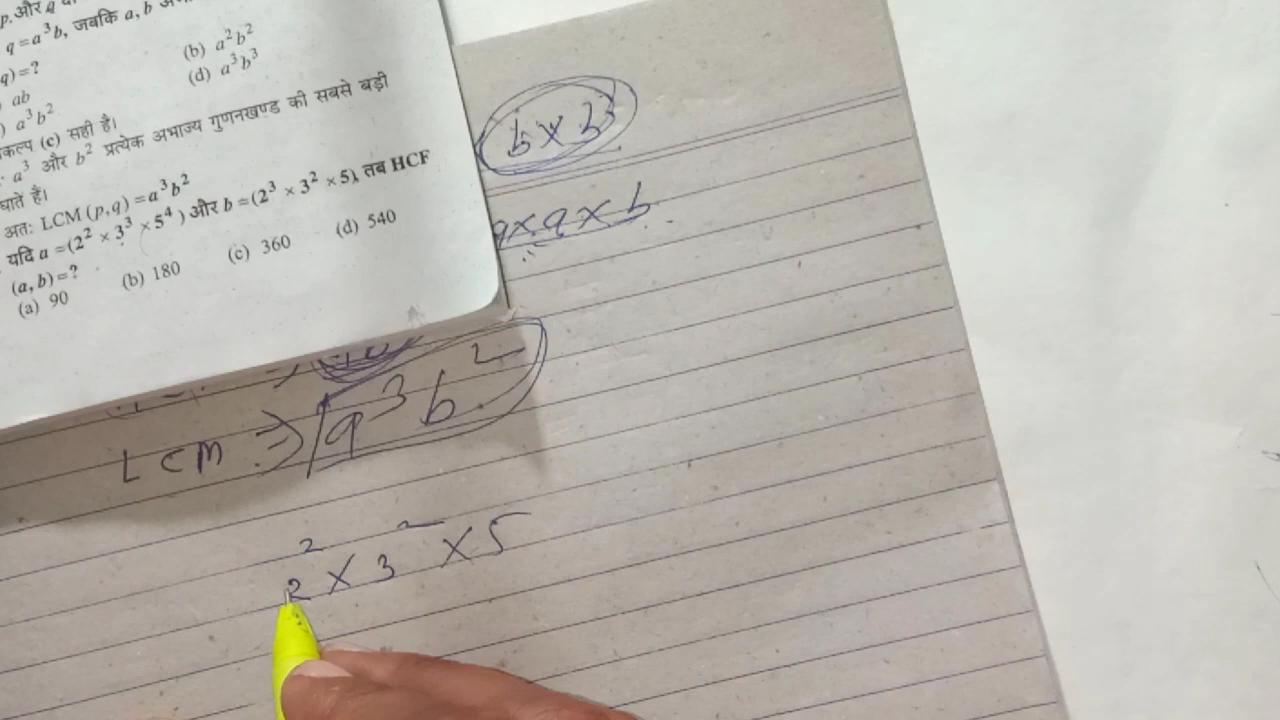 p.और q
q=a³b, जबकि a, b
q)=?
ab
(b) a²b²
) a³b²
(d) a³b³
कल्प (c) सही है।
a³ और b² प्रत्येक अभाज्य गुणनखण्ड की सबसे बड़ी
घाते हैं।
अतः LCM (p,q) = a³b²
यदि a =(2² × 3³ × 5⁴ ) और b = (2³ × 3² × 5), तब HCF
(a, b)=?
(a) 90 (b) 180 (c) 360 (d) 540
q×b
LCM ⇒ a³b²
2² × 3² × 5